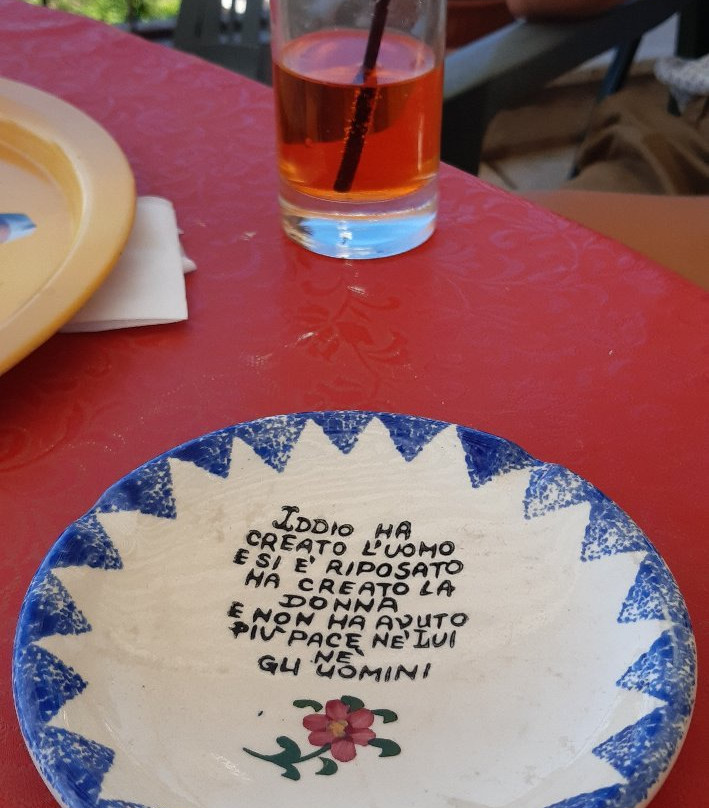 IDDIO HA
CREATO L'UOMO
E SI E' RIPOSATO
HA CREATO LA
DONNA
E NON HA AVUTO
PIU' PACE NE' LUI
NE'
GLI UOMINI